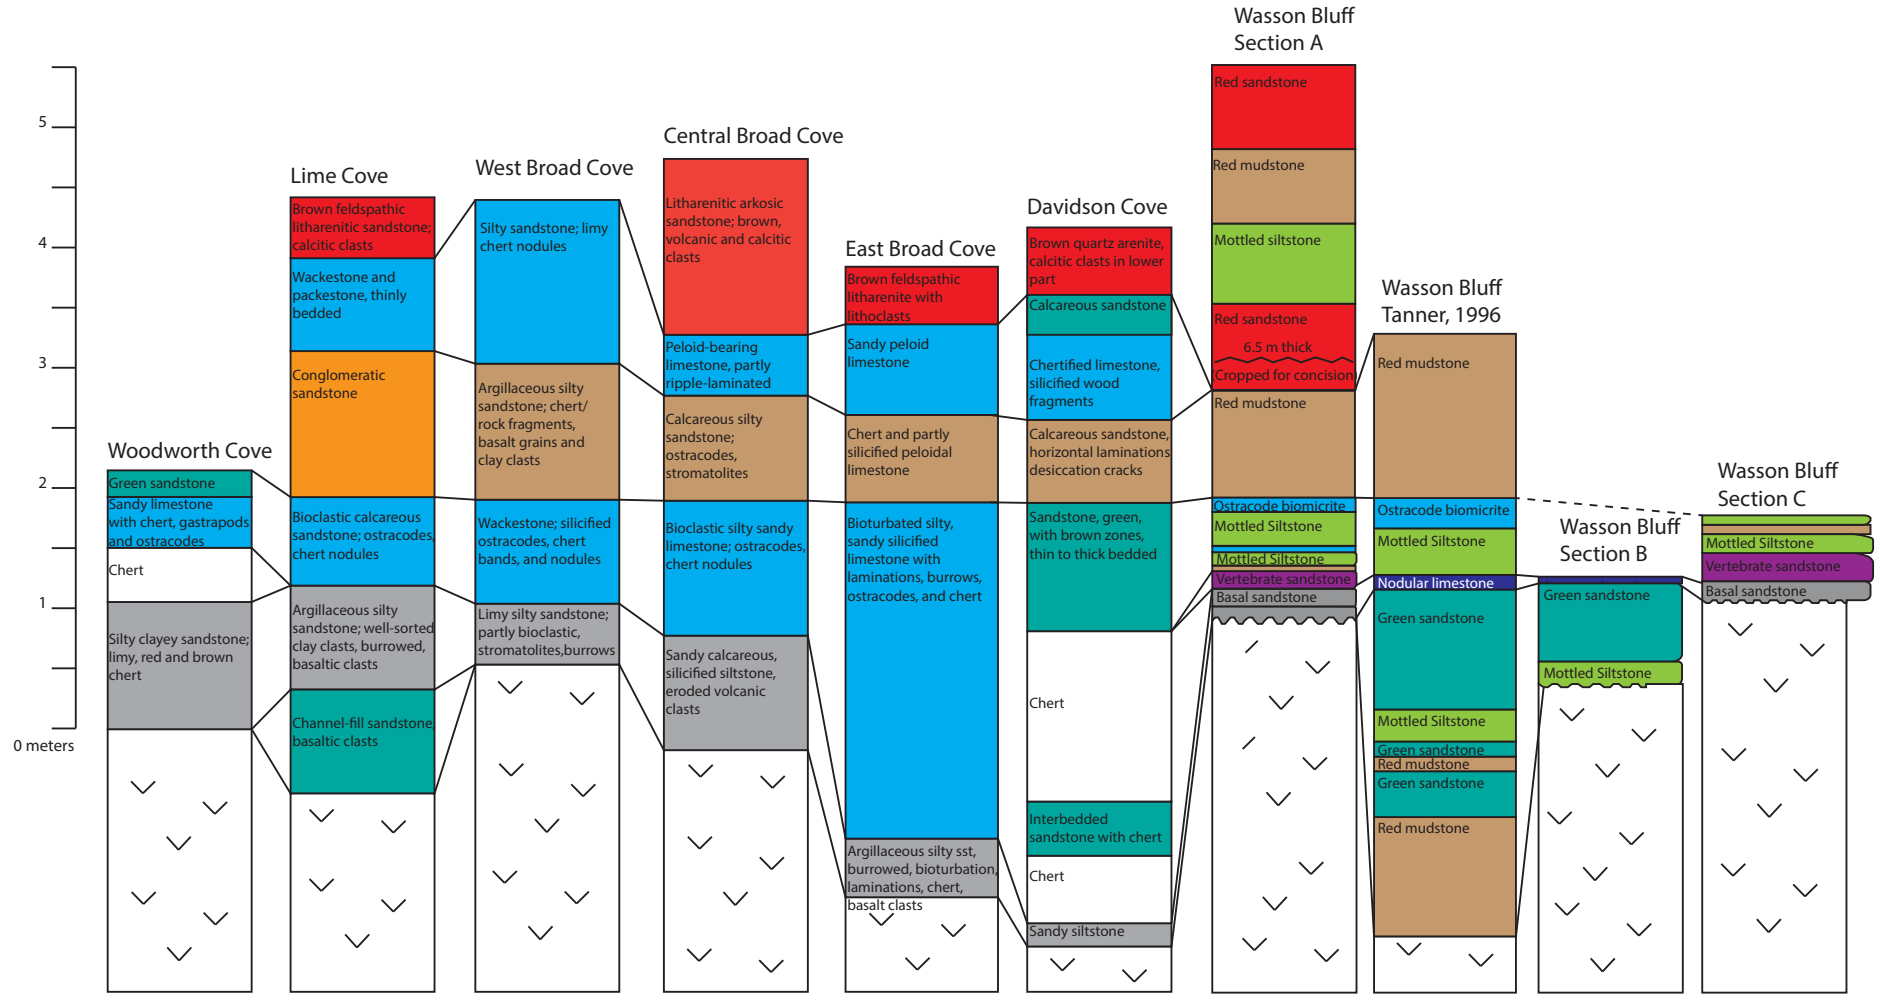 5
4
3
2
1
0 meters
Woodworth Cove
Green sandstone
Sandy limestone
with chert, gastrapods
and ostracodes
Chert
Silty clayey sandstone;
limy, red and brown
chert
Lime Cove
Brown feldspathic
litharenitic sandstone;
calcitic clasts
Wackestone and
packestone, thinly
bedded
Conglomeratic
sandstone
Bioclastic calcareous
sandstone; ostracodes,
chert nodules
Argillaceous silty
sandstone; well-sorted
clay clasts, burrowed,
basaltic clasts
Channel-fill sandstone,
basaltic clasts
West Broad Cove
Silty sandstone; limy
chert nodules
Argillaceous silty
sandstone; chert/
rock fragments,
basalt grains and
clay clasts
Wackestone; silicified
ostracodes, chert
bands, and nodules
Limy silty sandstone;
partly bioclastic,
stromatolites,burrows
Central Broad Cove
Litharenitic arkosic
sandstone; brown,
volcanic and calcitic
clasts
Peloid-bearing
limestone, partly
ripple-laminated
Calcareous silty
sandstone;
ostracodes,
stromatolites
Bioclastic silty sandy
limestone; ostracodes,
chert nodules
Sandy calcareous,
silicified siltstone,
eroded volcanic
clasts
East Broad Cove
Brown feldspathic
litharenite with
lithoclasts
Sandy peloid
limestone
Chert and partly
silicified peloidal
limestone
Bioturbated silty,
sandy silicified
limestone with
laminations, burrows,
ostracodes, and chert
Argillaceous silty sst,
burrowed, bioturbation,
laminations, chert,
basalt clasts
Davidson Cove
Brown quartz arenite,
calcitic clasts in lower
part
Calcareous sandstone
Chertified limestone,
silicified wood
fragments
Calcareous sandstone,
horizontal laminations
desiccation cracks
Sandstone, green,
with brown zones,
thin to thick bedded
Chert
Interbedded
sandstone with chert
Chert
Sandy siltstone
Wasson Bluff
Section A
Red sandstone
Red mudstone
Mottled siltstone
Red sandstone
6.5 m thick
(Cropped for concision)
Red mudstone
Ostracode biomicrite
Mottled Siltstone
Mottled Siltstone
Vertebrate sandstone
Basal sandstone
Wasson Bluff
Tanner, 1996
Red mudstone
Ostracode biomicrite
Mottled Siltstone
Nodular limestone
Green sandstone
Mottled Siltstone
Green sandstone
Red mudstone
Green sandstone
Red mudstone
Wasson Bluff
Section B
Green sandstone
Mottled Siltstone
Wasson Bluff
Section C
Mottled Siltstone
Vertebrate sandstone
Basal sandstone